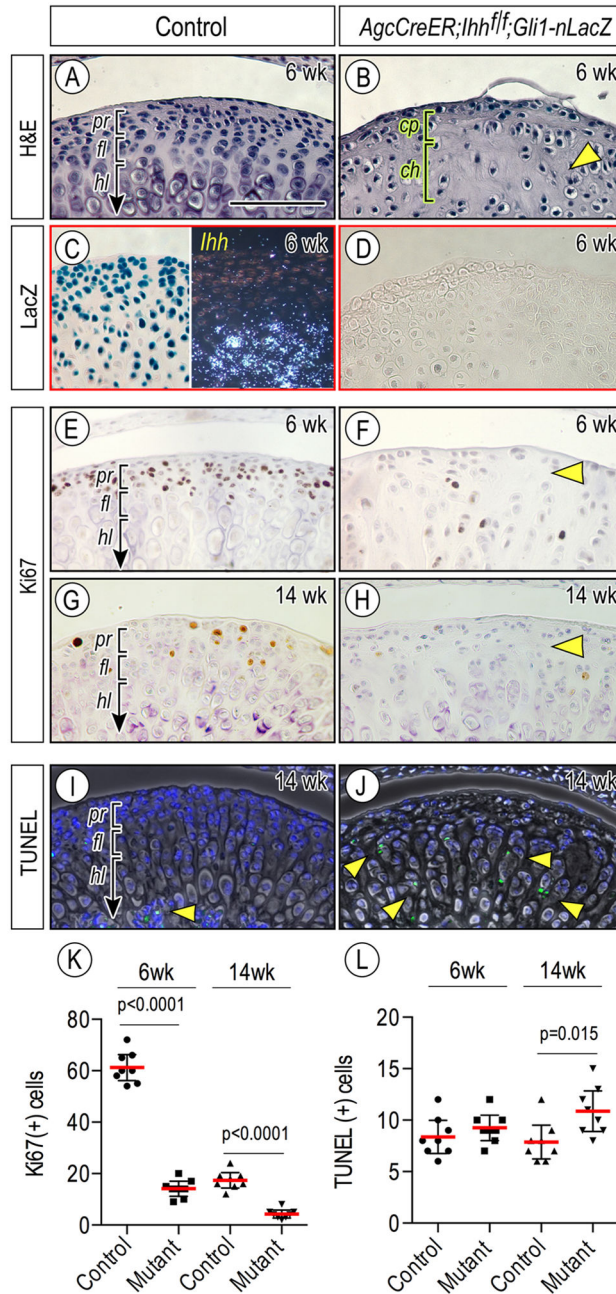 Control
AgcCreER;Ihhf/f;Gli1-nLacZ
H&E
A
6 wk
pr
fl
hl
B
6 wk
cp
ch
LacZ
C
Ihh
6 wk
D
6 wk
Ki67
E
6 wk
pr
fl
hl
F
6 wk
G
14 wk
pr
fl
hl
H
14 wk
TUNEL
I
14 wk
pr
fl
hl
J
14 wk
K
6wk 14wk
p<0.0001
p<0.0001
Ki67(+) cells
80
60
40
20
0
Control
Mutant
Control
Mutant
L
6wk 14wk
p=0.015
TUNEL (+) cells
20
15
10
5
0
Control
Mutant
Control
Mutant